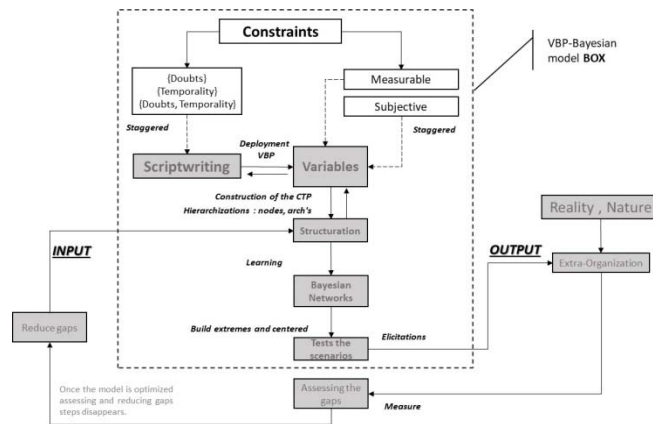 Constraints
VBP-Bayesian
model BOX
{Doubts}
{Temporality}
{Doubts, Temporality}
Measurable
Subjective
Staggered
Staggered
Deployment
VBP
Scriptwriting
Variables
Construction of the CTP
Hierarchizations : nodes, arch's
Reality , Nature
Structuration
INPUT
OUTPUT
Extra-Organization
Learning
Bayesian
Networks
Reduce gaps
Build extremes and centered
Elicitations
Tests the
scenarios
Once the model is optimized
assessing and reducing gaps
steps disappears.
Assessing the
gaps
Measure